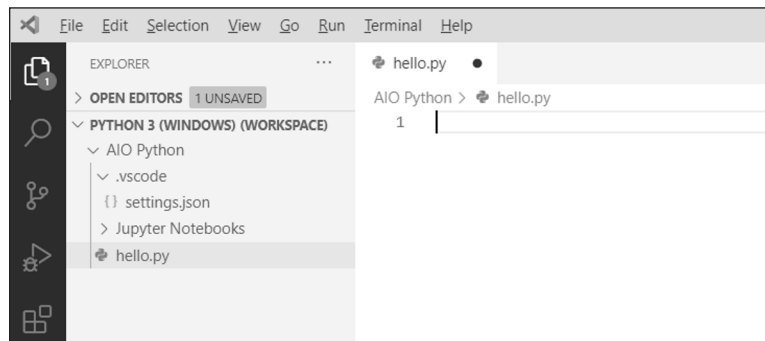 File Edit Selection View Go Run Terminal Help
EXPLORER ...
hello.py
1
OPEN EDITORS 1 UNSAVED
AIO Python > hello.py
PYTHON 3 (WINDOWS) (WORKSPACE)
1
AIO Python
.vscode
{} settings.json
Jupyter Notebooks
hello.py